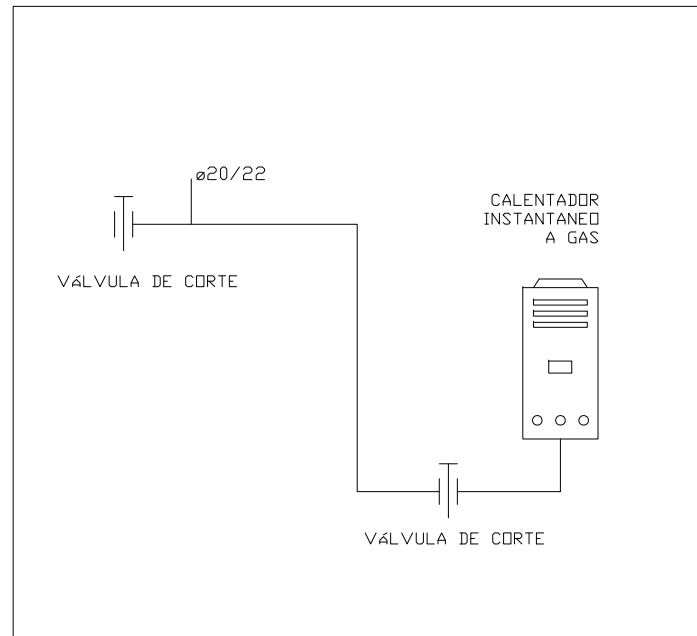 ø20/22
CALENTADOR
INSTANTANEO
A GAS
VÁLVULA DE CORTE
VÁLVULA DE CORTE